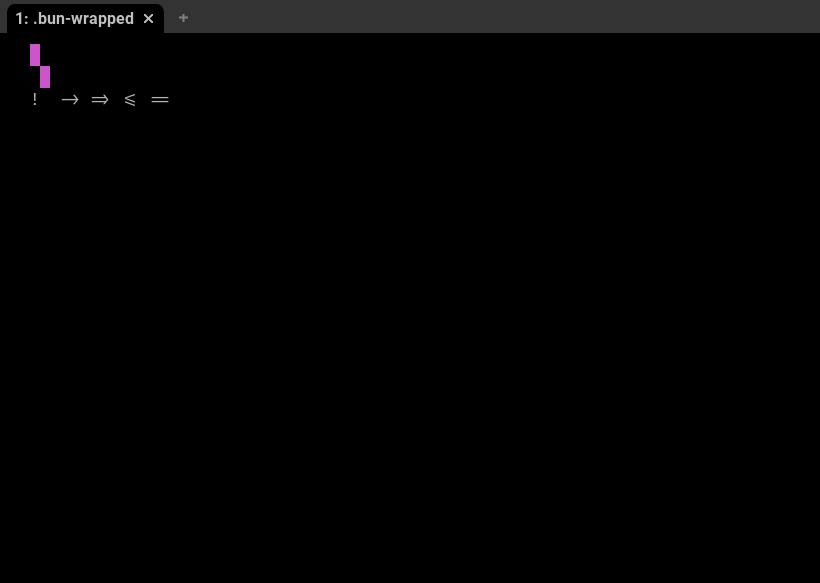 1: .bun-wrapped × +
! → ⇒ ⩽ ==